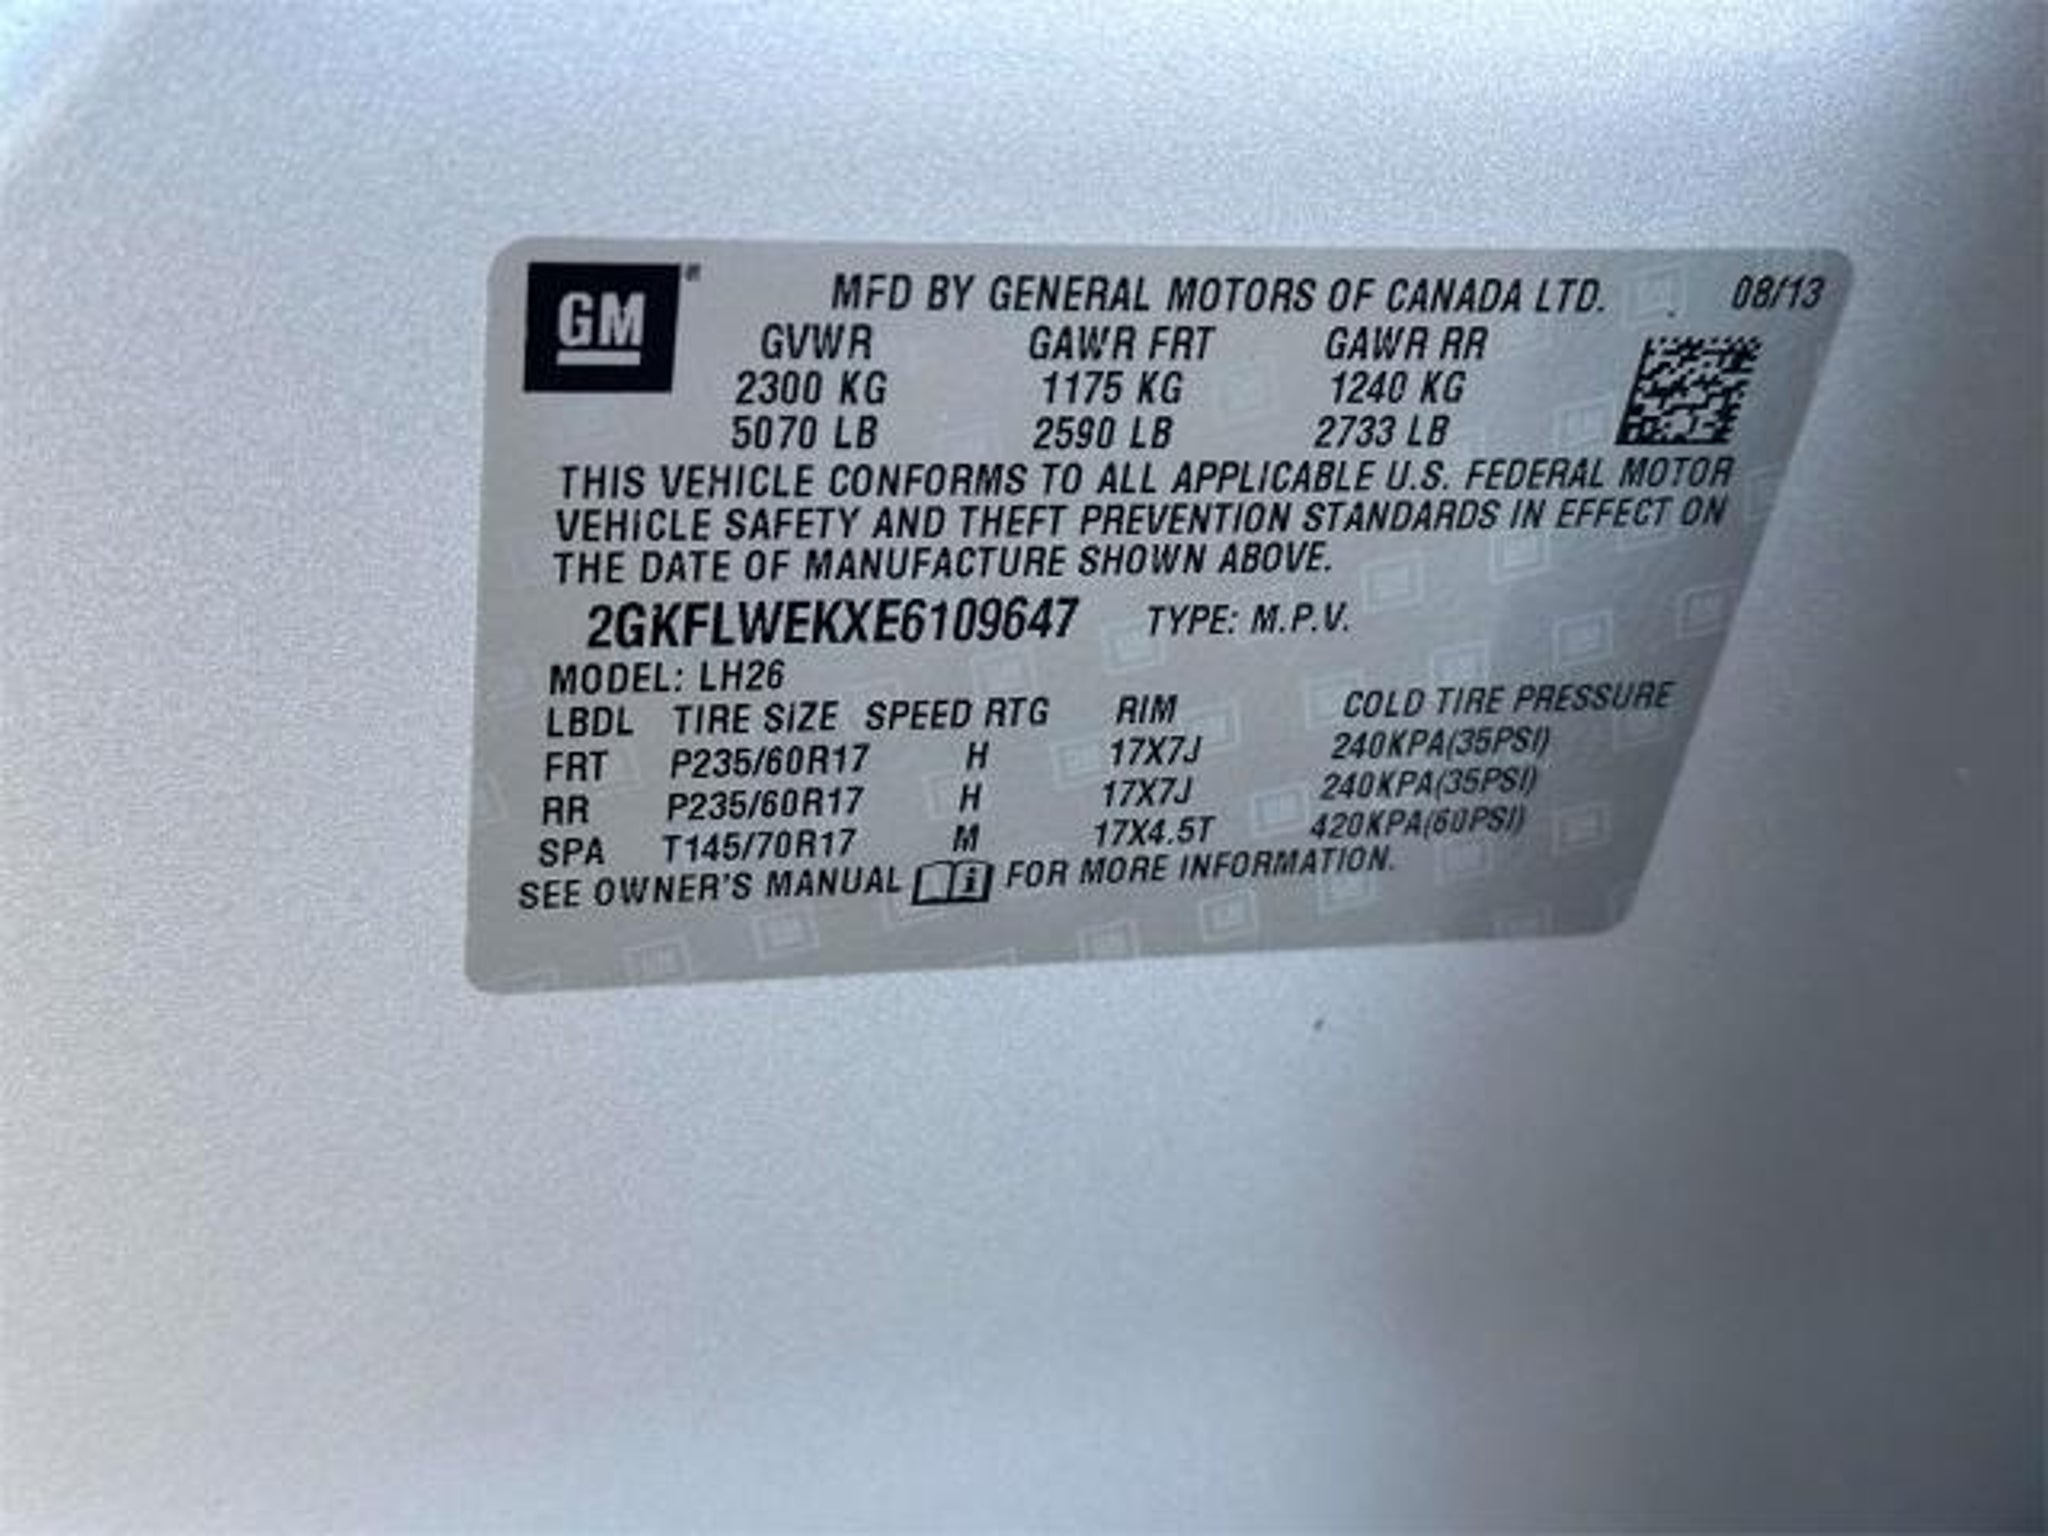 GM® MFD BY GENERAL MOTORS OF CANADA LTD. 08/13
GVWR GAWR FRT GAWR RR
2300 KG 1175 KG 1240 KG
5070 LB 2590 LB 2733 LB
THIS VEHICLE CONFORMS TO ALL APPLICABLE U.S. FEDERAL MOTOR
VEHICLE SAFETY AND THEFT PREVENTION STANDARDS IN EFFECT ON
THE DATE OF MANUFACTURE SHOWN ABOVE.
2GKFLWEKXE6109647 TYPE: M.P.V.
MODEL: LH26
LBDL TIRE SIZE SPEED RTG RIM COLD TIRE PRESSURE
FRT P235/60R17 H 17X7J 240KPA(35PSI)
RR P235/60R17 H 17X7J 240KPA(35PSI)
SPA T145/70R17 M 17X4.5T 420KPA(60PSI)
SEE OWNER'S MANUAL i FOR MORE INFORMATION.